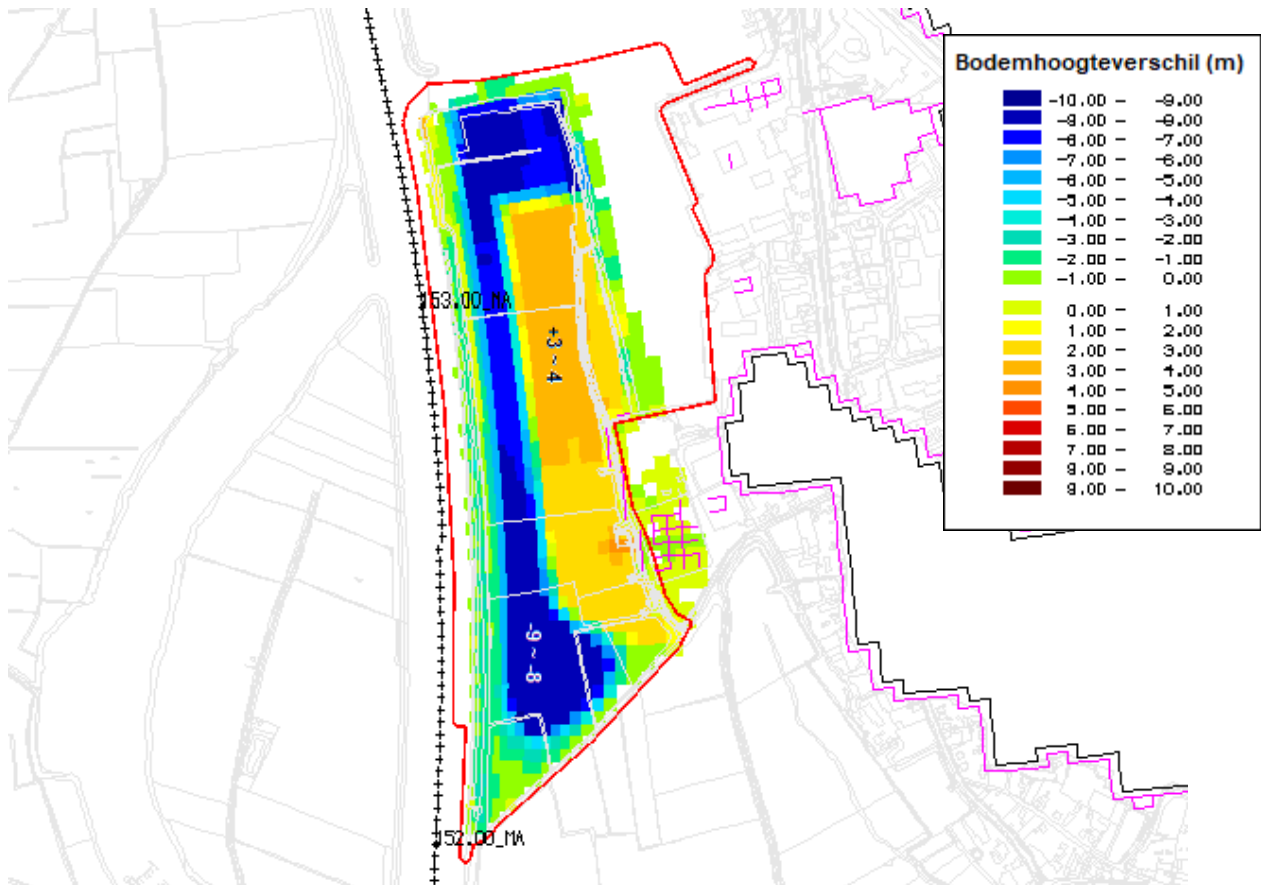 Bodemhoogteverschil (m)
-10.00 – -9.00
-9.00 – -8.00
-8.00 – -7.00
-7.00 – -6.00
-6.00 – -5.00
-5.00 – -4.00
-4.00 – -3.00
-3.00 – -2.00
-2.00 – -1.00
-1.00 – 0.00
0.00 – 1.00
1.00 – 2.00
2.00 – 3.00
3.00 – 4.00
4.00 – 5.00
5.00 – 6.00
6.00 – 7.00
7.00 – 8.00
8.00 – 9.00
9.00 – 10.00
153.00_MA
+3 ~ 4
-9 ~ -8
152.00_MA